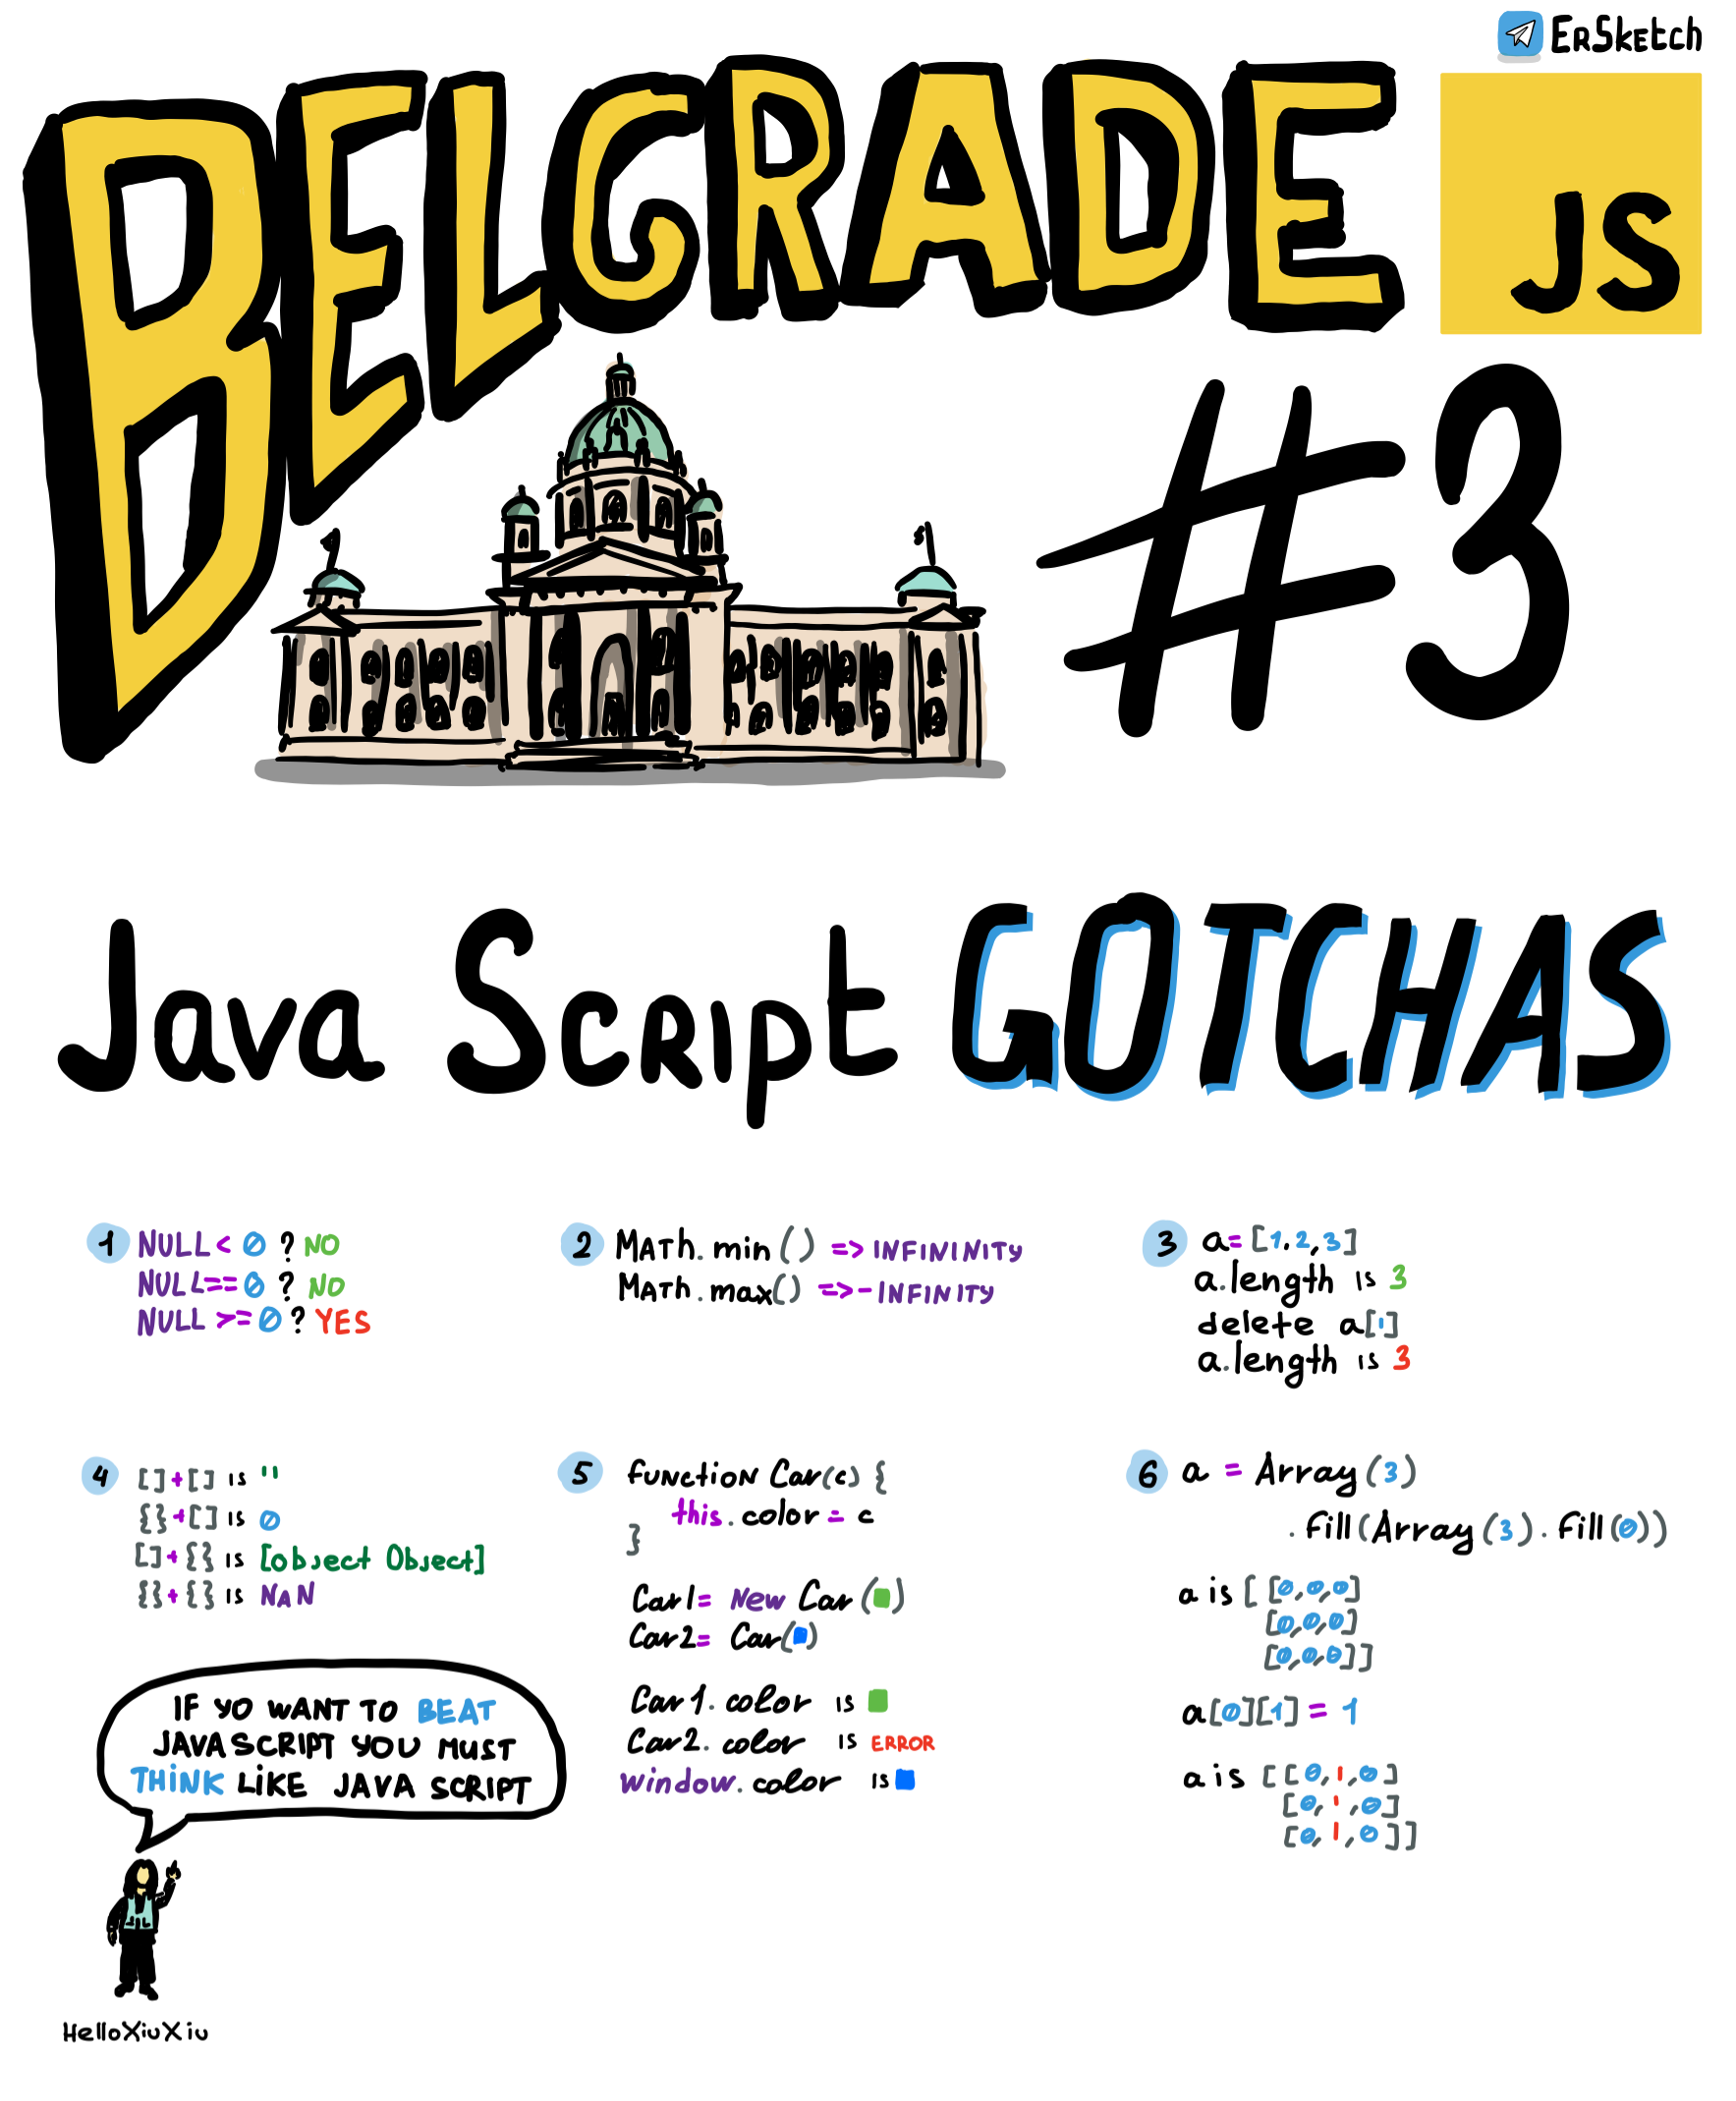 ErSketch
BELGRADE
JS
#3
Java Script GOTCHAS
1 NULL < 0 ? NO
NULL == 0 ? NO
NULL >= 0 ? YES
2 Math.min() => INFININITY
Math.max() => -INFINITY
3 a = [1,2,3]
a.length is 3
delete a[1]
a.length is 3
4 [] + [] is ''
{} + [] is 0
[] + {} is [object Object]
{} + {} is NaN
5 function Car(c) {
this.color = c
}
Car1 = New Car()
Car2 = Car()
Car1.color is
Car2.color is ERROR
window.color is
6 a = Array(3)
.fill(Array(3).fill(0))
a is [[0,0,0]
[0,0,0]
[0,0,0]]
a[0][1] = 1
a is [[0,1,0]
[0,1,0]
[0,1,0]]
IF YO WANT TO BEAT
JAVASCRIPT YOU MUST
THINK LIKE JAVA SCRIPT
HelloXiuXiu